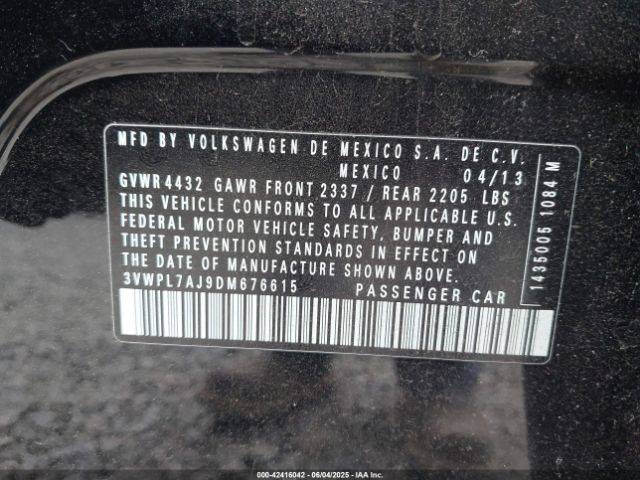 MFD BY VOLKSWAGEN DE MEXICO S.A. DE C.V.
MEXICO 04/13
GVWR 4432 GAWR FRONT 2337 / REAR 2205 LBS
THIS VEHICLE CONFORMS TO ALL APPLICABLE U.S.
FEDERAL MOTOR VEHICLE SAFETY, BUMPER AND
THEFT PREVENTION STANDARDS IN EFFECT ON
THE DATE OF MANUFACTURE SHOWN ABOVE.
3VWPL7AJ9DM676615 PASSENGER CAR
1435005 1084 M
000-42416042 - 06/04/2025 - IAAI.com